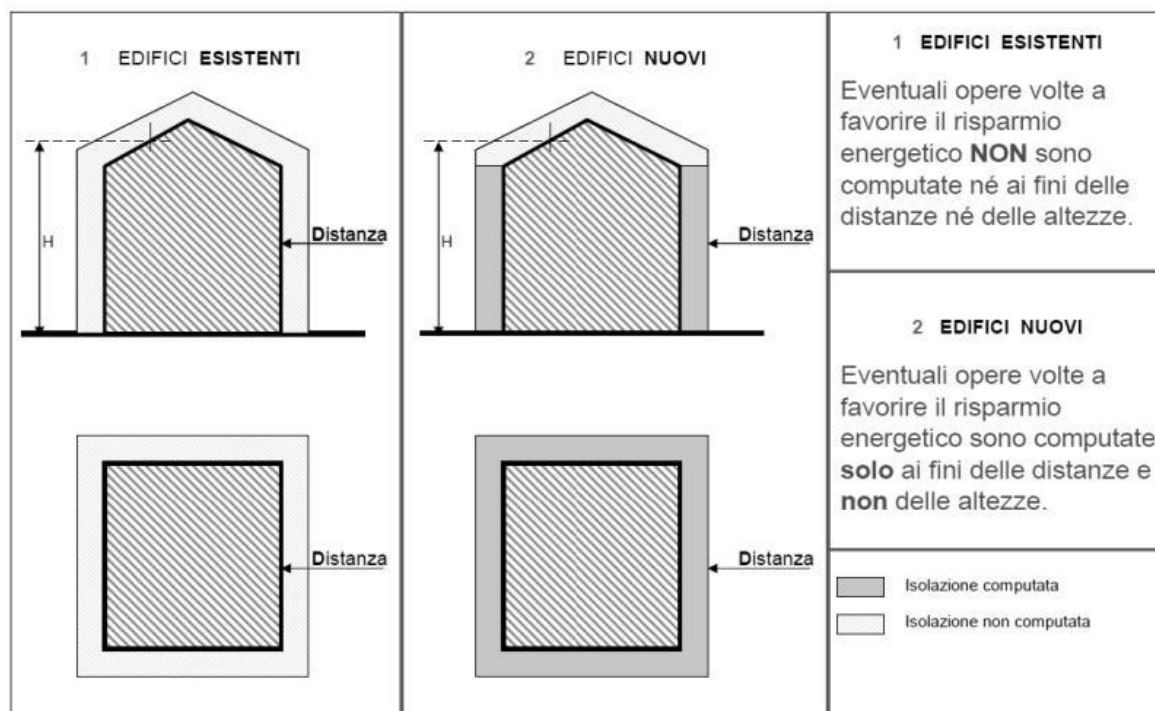 1 EDIFICI ESISTENTI
H
Distanza
Distanza
2 EDIFICI NUOVI
H
Distanza
Distanza
1 EDIFICI ESISTENTI
Eventuali opere volte a
favorire il risparmio
energetico NON sono
computate né ai fini delle
distanze né delle altezze.
2 EDIFICI NUOVI
Eventuali opere volte a
favorire il risparmio
energetico sono computate
solo ai fini delle distanze e
non delle altezze.
Isolazione computata
Isolazione non computata